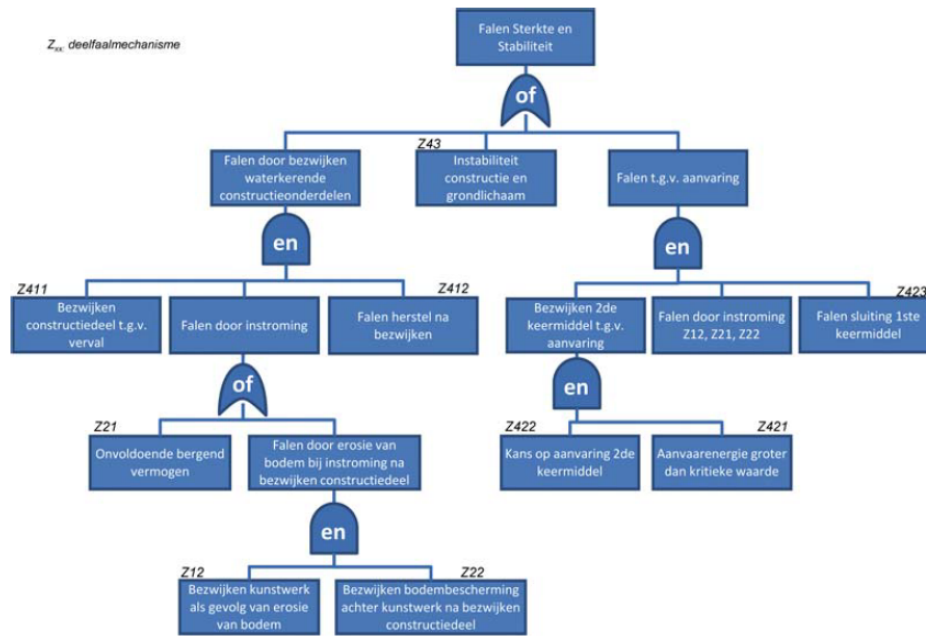 Falen Sterkte en
Stabiliteit
Zxx: deelfaalmechanisme
of
Z43
Falen door bezwijken
waterkerende
constructieonderdelen
Instabiliteit
constructie en
grondlichaam
Falen t.g.v. aanvaring
en
en
Z411
Bezwijken
constructiedeel t.g.v.
verval
Falen door instroming
Z412
Falen herstel na
bezwijken
Bezwijken 2de
keermiddel t.g.v.
aanvaring
Falen door instroming
Z12, Z21, Z22
Z423
Falen sluiting 1ste
keermiddel
of
en
Z21
Onvoldoende bergend
vermogen
Falen door erosie van
bodem bij instroming na
bezwijken constructiedeel
Z422
Kans op aanvaring 2de
keermiddel
Z421
Aanvaarenergie groter
dan kritieke waarde
en
Z12
Bezwijken kunstwerk
als gevolg van erosie
van bodem
Z22
Bezwijken bodembescherming
achter kunstwerk na bezwijken
constructiedeel